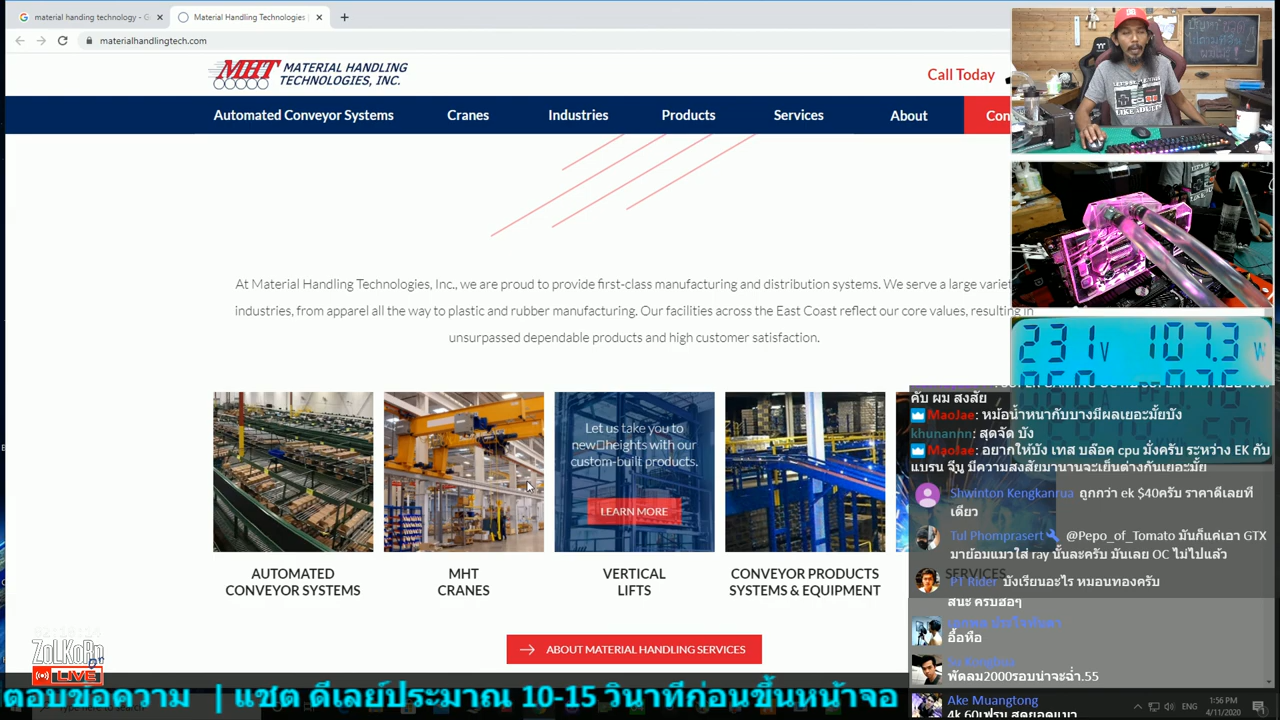 material handing technology - G
Material Handling Technologies |
materialhandlingtech.com
MHT MATERIAL HANDLING
TECHNOLOGIES, INC.
Call Today
Automated Conveyor Systems
Cranes
Industries
Products
Services
About
Con
At Material Handling Technologies, Inc., we are proud to provide first-class manufacturing and distribution systems. We serve a large variet
industries, from apparel all the way to plastic and rubber manufacturing. Our facilities across the East Coast reflect our core values, resulting in
unsurpassed dependable products and high customer satisfaction.
Let us take you to
new□heights with our
custom-built products.
LEARN MORE
AUTOMATED
CONVEYOR SYSTEMS
MHT
CRANES
VERTICAL
LIFTS
CONVEYOR PRODUCTS
SYSTEMS & EQUIPMENT
SERVICES
ABOUT MATERIAL HANDLING SERVICES
231 V 107.3 W
คับ ผม สงสัย
MaoJae: หม้อน้ำหนากับบางมีผลเยอะมั้ยบัง
khunanhn: สุดจัด บัง
MaoJae: อยากให้บัง เทส บล๊อค cpu มั่งครับ ระหว่าง EK กับ
แบรน จีนู มีความสงสัยมานานจะเย็นต่างกันเยอะมั้ย
Shwinton Kengkanrua ถูกกว่า ek $40ครับ ราคาดีเลยที
เดียว
Tul Phomprasert @Pepo_of_Tomato มันก็แค่เอา GTX
มาย้อมแมวใส่ ray นั้นละครับ มันเลย OC ไม่ไปแล้ว
PT Rider บังเรียนอะไร หมอนทองครับ
อื้อหือ
พัดลม2000รอบน่าจะฉ่ำ.55
Ake Muangtong
ZoLKoRn
LIVE
ตอบข้อความ | แชต ดีเลย์ประมาณ 10-15 วินาทีก่อนขึ้นหน้าจอ
ENG
1:56 PM
4/11/2020